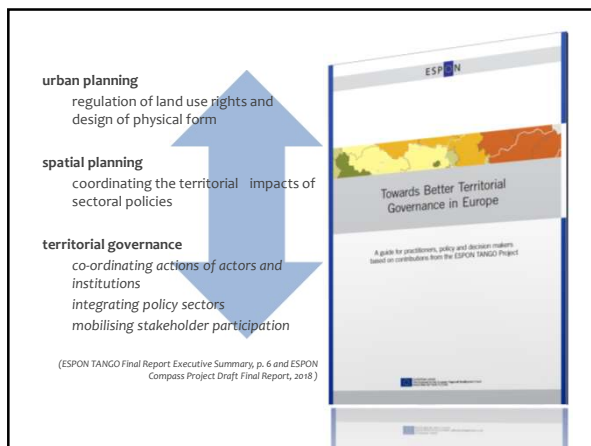 urban planning
regulation of land use rights and
design of physical form
spatial planning
coordinating the territorial impacts of
sectoral policies
territorial governance
co-ordinating actions of actors and
institutions
integrating policy sectors
mobilising stakeholder participation
(ESPON TANGO Final Report Executive Summary, p. 6 and ESPON
Compass Project Draft Final Report, 2018 )
ESPON
Towards Better Territorial
Governance in Europe
A guide for practitioners, policy and decision makers
based on contributions from the ESPON TANGO Project